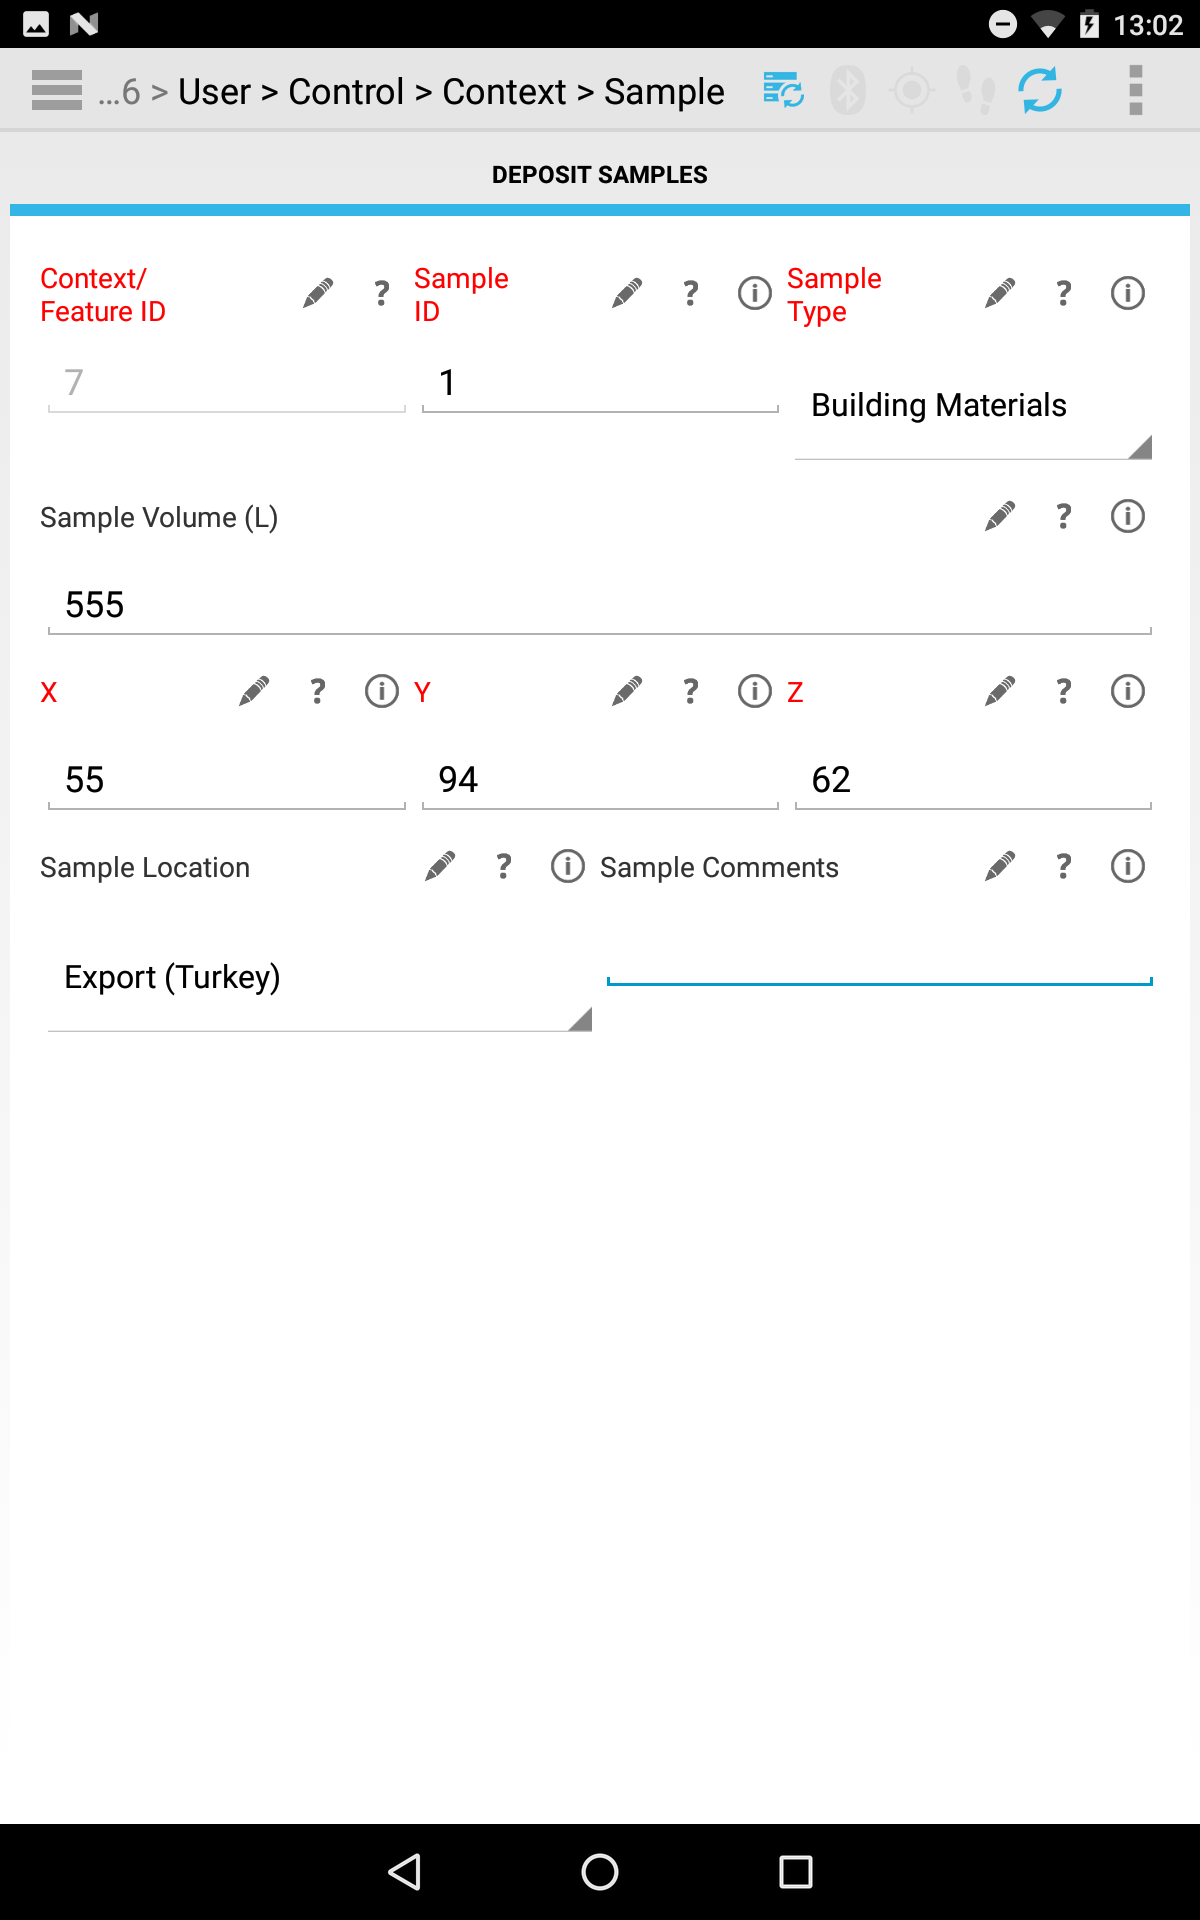 13:02
...6 > User > Control > Context > Sample
DEPOSIT SAMPLES
Context/
Feature ID
?
Sample
ID
?
Sample
Type
?
7
1
Building Materials
Sample Volume (L)
?
555
X
?
Y
?
Z
?
55
94
62
Sample Location
?
Sample Comments
?
Export (Turkey)